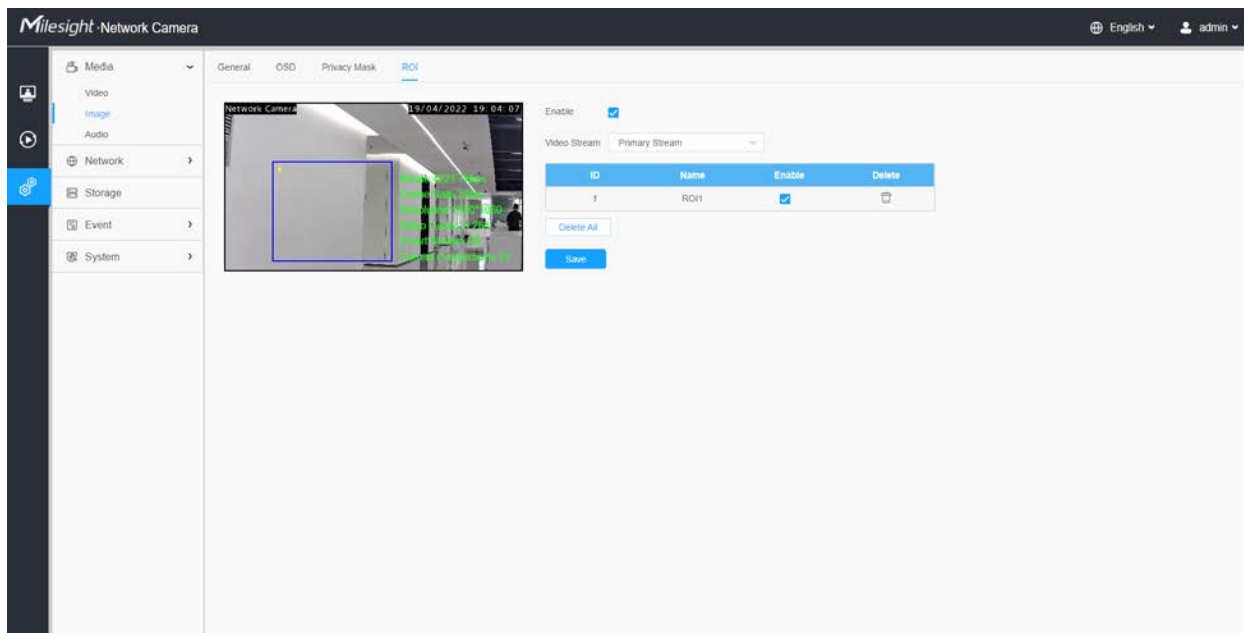 Milesight ·Network Camera
English
admin
Media
Video
Image
Audio
Network
Storage
Event
System
General OSD Privacy Mask ROI
Network Camera 19/04/2022 19:04:07
1
Enable
Video Stream Primary Stream
ID Name Enable Delete
1 ROI1
Delete All
Save